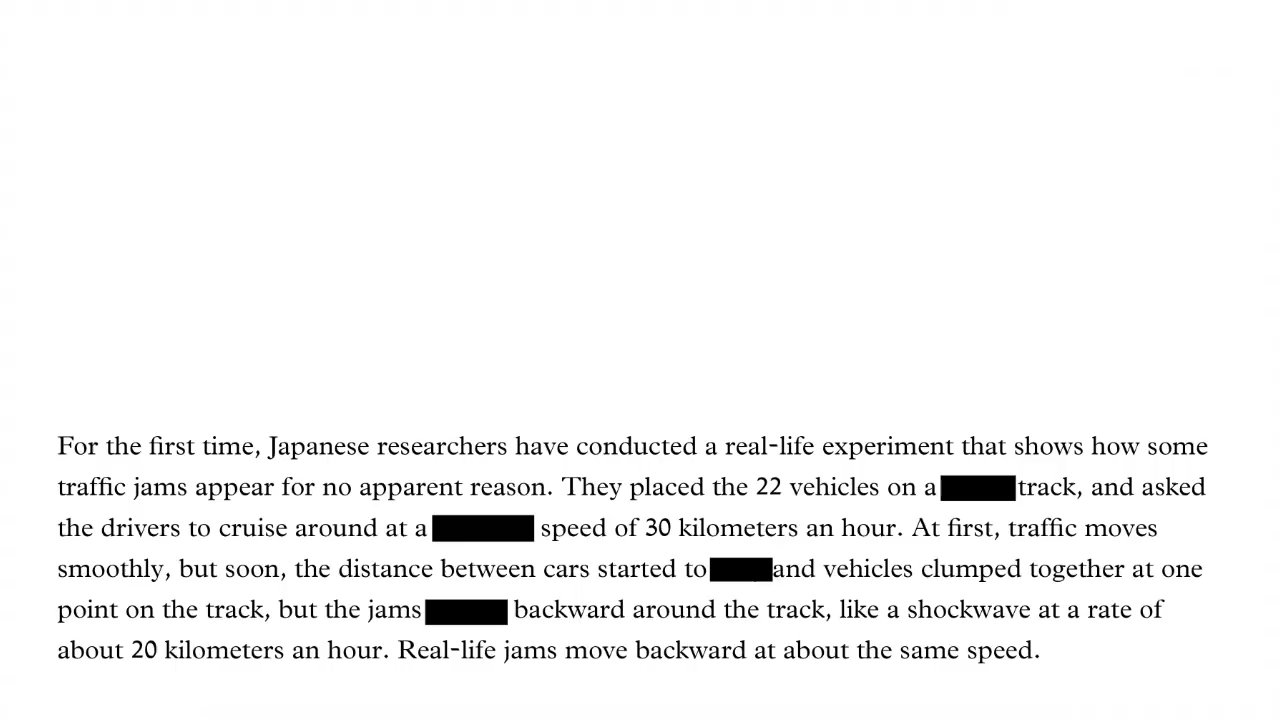 For the first time, Japanese researchers have conducted a real-life experiment that shows how some
traffic jams appear for no apparent reason. They placed the 22 vehicles on a track, and asked
the drivers to cruise around at a speed of 30 kilometers an hour. At first, traffic moves
smoothly, but soon, the distance between cars started to and vehicles clumped together at one
point on the track, but the jams backward around the track, like a shockwave at a rate of
about 20 kilometers an hour. Real-life jams move backward at about the same speed.